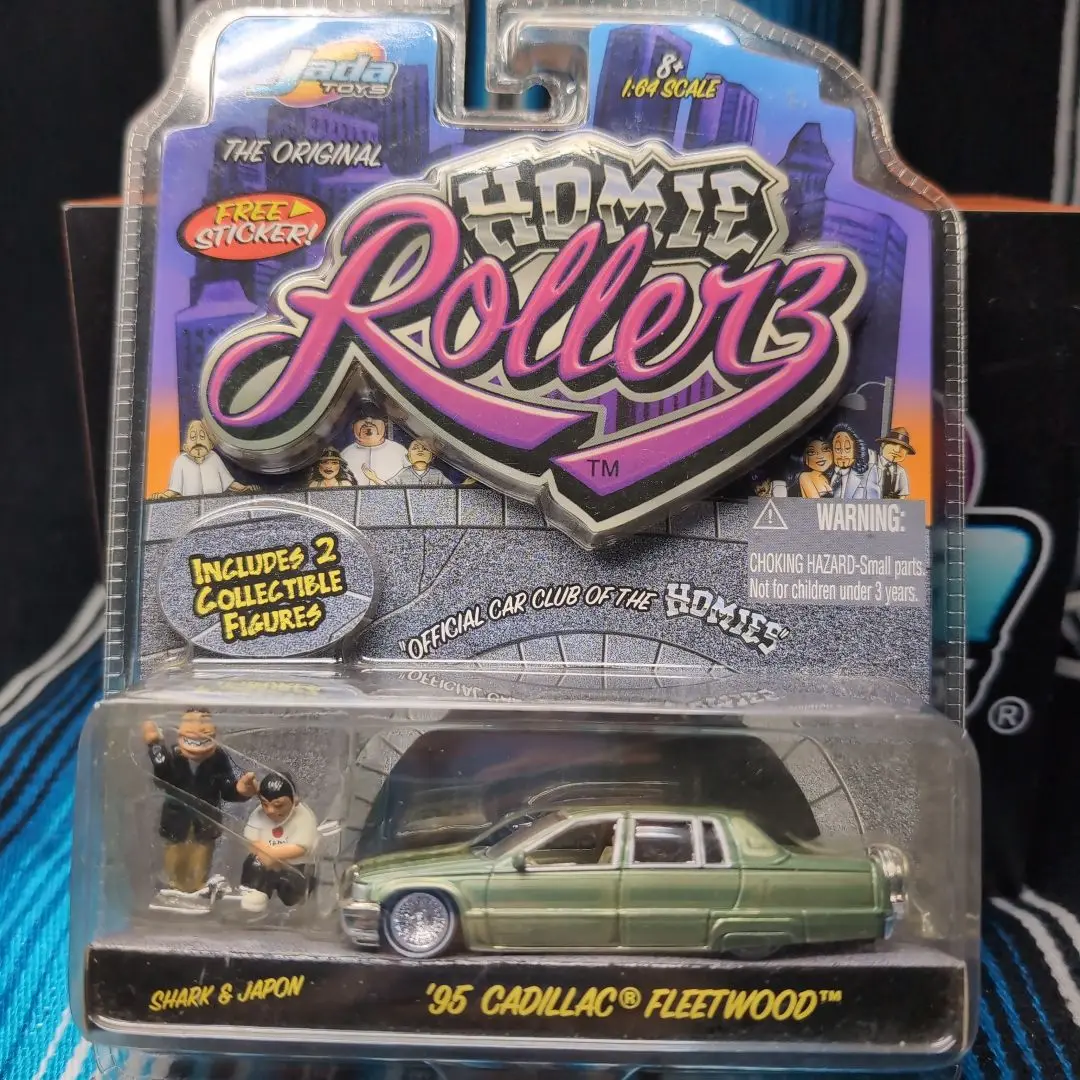 Jada
TOYS
8+
1:64 SCALE
THE ORIGINAL
FREE
STICKER!
HOMIE
Rollerz
TM
WARNING:
CHOKING HAZARD-Small parts.
Not for children under 3 years.
INCLUDES 2
COLLECTIBLE
FIGURES
"OFFICIAL CAR CLUB OF THE HOMIES"
®
SHARK & JAPON
'95 CADILLAC® FLEETWOOD™